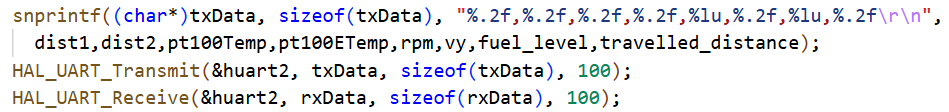 snprintf((char*)txData, sizeof(txData), "%.2f,%.2f,%.2f,%.2f,%lu,%.2f,%lu,%.2f\r\n",
dist1,dist2,pt100Temp,pt100ETemp,rpm,vy,fuel_level,travelled_distance);
HAL_UART_Transmit(&huart2, txData, sizeof(txData), 100);
HAL_UART_Receive(&huart2, rxData, sizeof(rxData), 100);